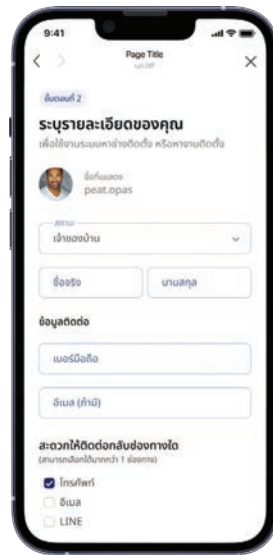 9:41
Page Title
ขั้นตอนที่ 2
ระบุรายละเอียดของคุณ
เพื่อใช้งานระบบหาช่างติดตั้ง หรือหางานติดตั้ง
ชื่อที่แสดง
peat.opas
สถานะ
เจ้าของบ้าน
ชื่อจริง
นามสกุล
ข้อมูลติดต่อ
เบอร์มือถือ
อีเมล (ถ้ามี)
สะดวกให้ติดต่อกลับช่องทางใด
(สามารถเลือกได้มากกว่า 1 ช่องทาง)
โทรศัพท์
อีเมล
LINE